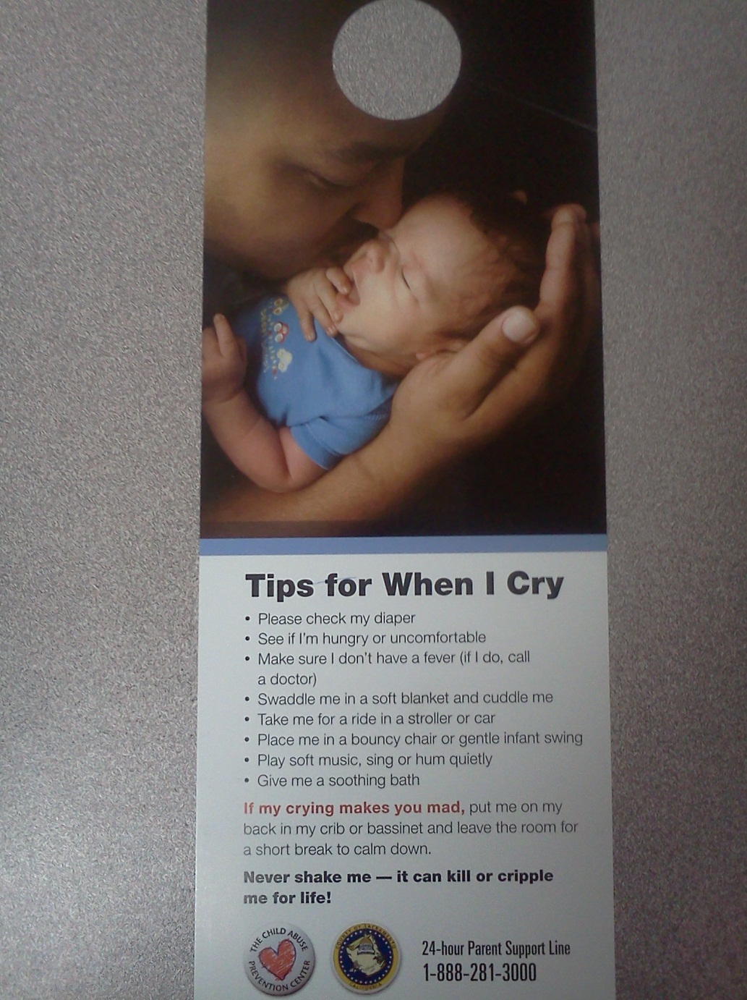 Tips for When I Cry
• Please check my diaper
• See if I'm hungry or uncomfortable
• Make sure I don't have a fever (if I do, call
a doctor)
• Swaddle me in a soft blanket and cuddle me
• Take me for a ride in a stroller or car
• Place me in a bouncy chair or gentle infant swing
• Play soft music, sing or hum quietly
• Give me a soothing bath
If my crying makes you mad, put me on my
back in my crib or bassinet and leave the room for
a short break to calm down.
Never shake me — it can kill or cripple
me for life!
THE CHILD ABUSE
PREVENTION CENTER
COUNTY OF SACRAMENTO
CALIFORNIA
24-hour Parent Support Line
1-888-281-3000